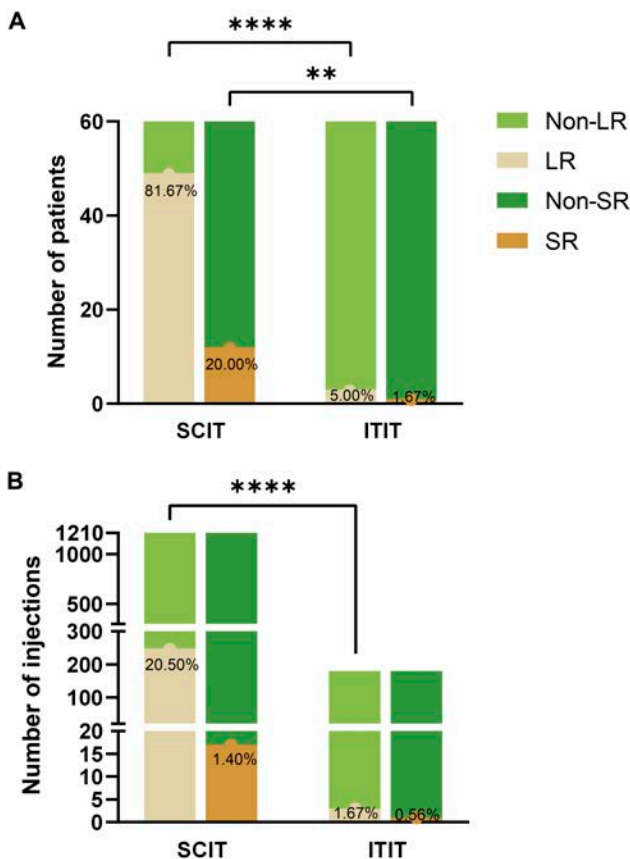 A
****
**
Number of patients
60
40
20
0
81.67%
20.00%
5.00%
1.67%
SCIT
ITIT
Non-LR
LR
Non-SR
SR
B
****
Number of injections
1210
1000
500
300
200
100
20
15
10
5
0
20.50%
1.40%
1.67%
0.56%
SCIT
ITIT